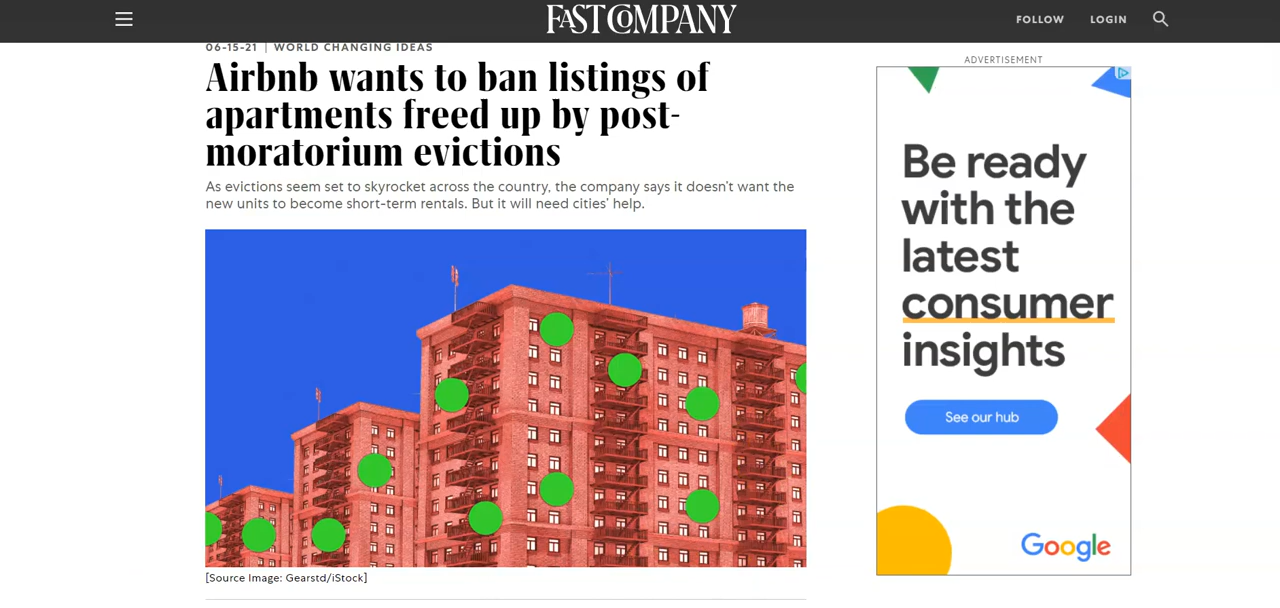 FAST COMPANY
FOLLOW
LOGIN
06-15-21 | WORLD CHANGING IDEAS
Airbnb wants to ban listings of
apartments freed up by post-
moratorium evictions
As evictions seem set to skyrocket across the country, the company says it doesn't want the
new units to become short-term rentals. But it will need cities' help.
[Source Image: Gearstd/iStock]
ADVERTISEMENT
Be ready
with the
latest
consumer
insights
See our hub
Google